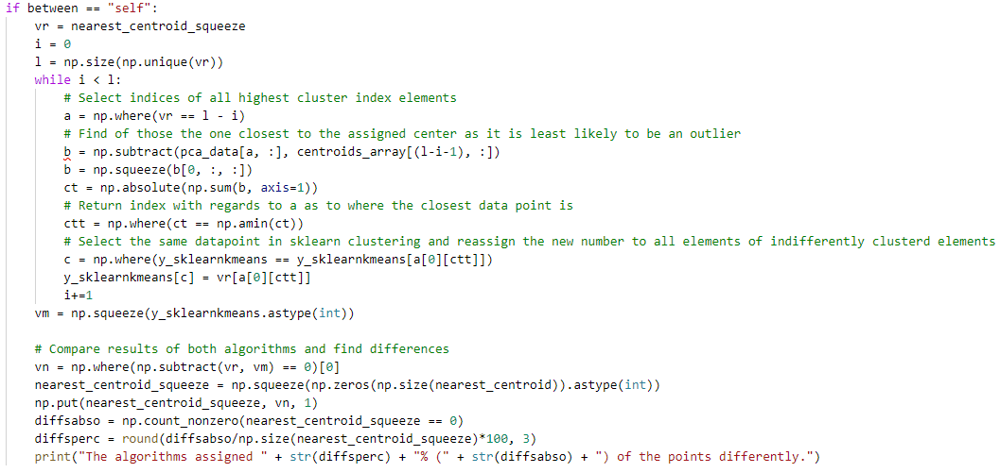 if between == "self":
    vr = nearest_centroid_squeeze
    i = 0
    l = np.size(np.unique(vr))
    while i < l:
        # Select indices of all highest cluster index elements
        a = np.where(vr == l - i)
        # Find of those the one closest to the assigned center as it is least likely to be an outlier
        b = np.subtract(pca_data[a, :], centroids_array[(l-i-1), :])
        b = np.squeeze(b[0, :, :])
        ct = np.absolute(np.sum(b, axis=1))
        # Return index with regards to a as to where the closest data point is
        ctt = np.where(ct == np.amin(ct))
        # Select the same datapoint in sklearn clustering and reassign the new number to all elements of indifferently clusterd elements
        c = np.where(y_sklearnkmeans == y_sklearnkmeans[a[0][ctt]])
        y_sklearnkmeans[c] = vr[a[0][ctt]]
        i+=1
    vm = np.squeeze(y_sklearnkmeans.astype(int))

    # Compare results of both algorithms and find differences
    vn = np.where(np.subtract(vr, vm) == 0)[0]
    nearest_centroid_squeeze = np.squeeze(np.zeros(np.size(nearest_centroid)).astype(int))
    np.put(nearest_centroid_squeeze, vn, 1)
    diffsabso = np.count_nonzero(nearest_centroid_squeeze == 0)
    diffsperc = round(diffsabso/np.size(nearest_centroid_squeeze)*100, 3)
    print("The algorithms assigned " + str(diffsperc) + "% (" + str(diffsabso) + ") of the points differently.")